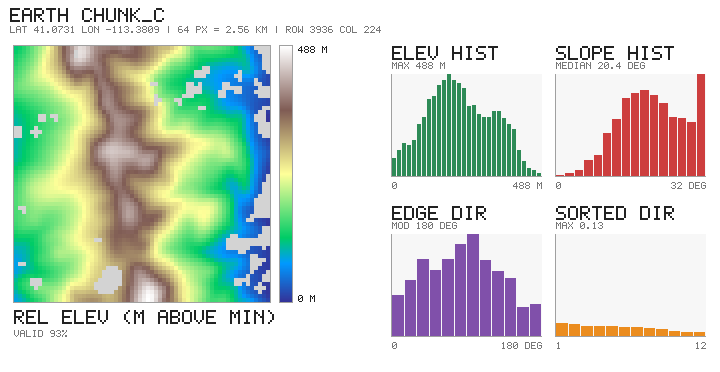 EARTH CHUNK_C
LAT 41.0731 LON -113.3809 | 64 PX = 2.56 KM | ROW 3936 COL 224
488 M
0 M
REL ELEV (M ABOVE MIN)
VALID 93%
ELEV HIST
MAX 488 M
0 488 M
SLOPE HIST
MEDIAN 20.4 DEG
0 32 DEG
EDGE DIR
MOD 180 DEG
0 180 DEG
SORTED DIR
MAX 0.13
1 12